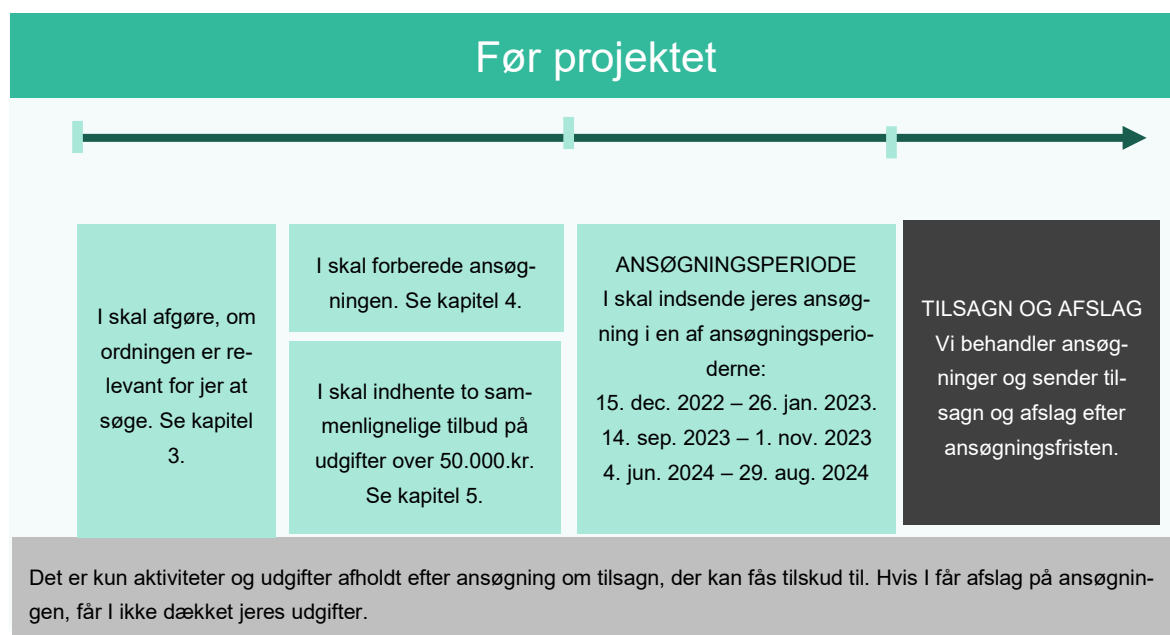 Før projektet
I skal afgøre, om
ordningen er re-
levant for jer at
søge. Se kapitel
3.
I skal forberede ansøg-
ningen. Se kapitel 4.
I skal indhente to sam-
menlignelige tilbud på
udgifter over 50.000.kr.
Se kapitel 5.
ANSØGNINGSPERIODE
I skal indsende jeres ansøg-
ning i en af ansøgningsperio-
derne:
15. dec. 2022 – 26. jan. 2023.
14. sep. 2023 – 1. nov. 2023
4. jun. 2024 – 29. aug. 2024
TILSAGN OG AFSLAG
Vi behandler ansøg-
ninger og sender til-
sagn og afslag efter
ansøgningsfristen.
Det er kun aktiviteter og udgifter afholdt efter ansøgning om tilsagn, der kan fås tilskud til. Hvis I får afslag på ansøgnin-
gen, får I ikke dækket jeres udgifter.